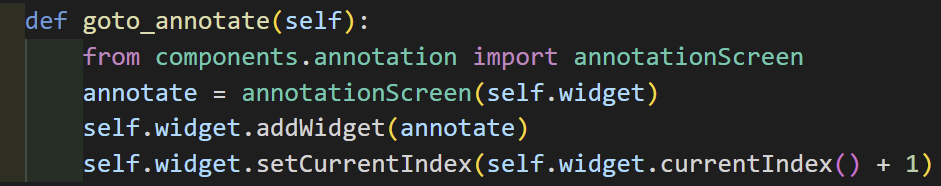 def goto_annotate(self):
    from components.annotation import annotationScreen
    annotate = annotationScreen(self.widget)
    self.widget.addWidget(annotate)
    self.widget.setCurrentIndex(self.widget.currentIndex() + 1)